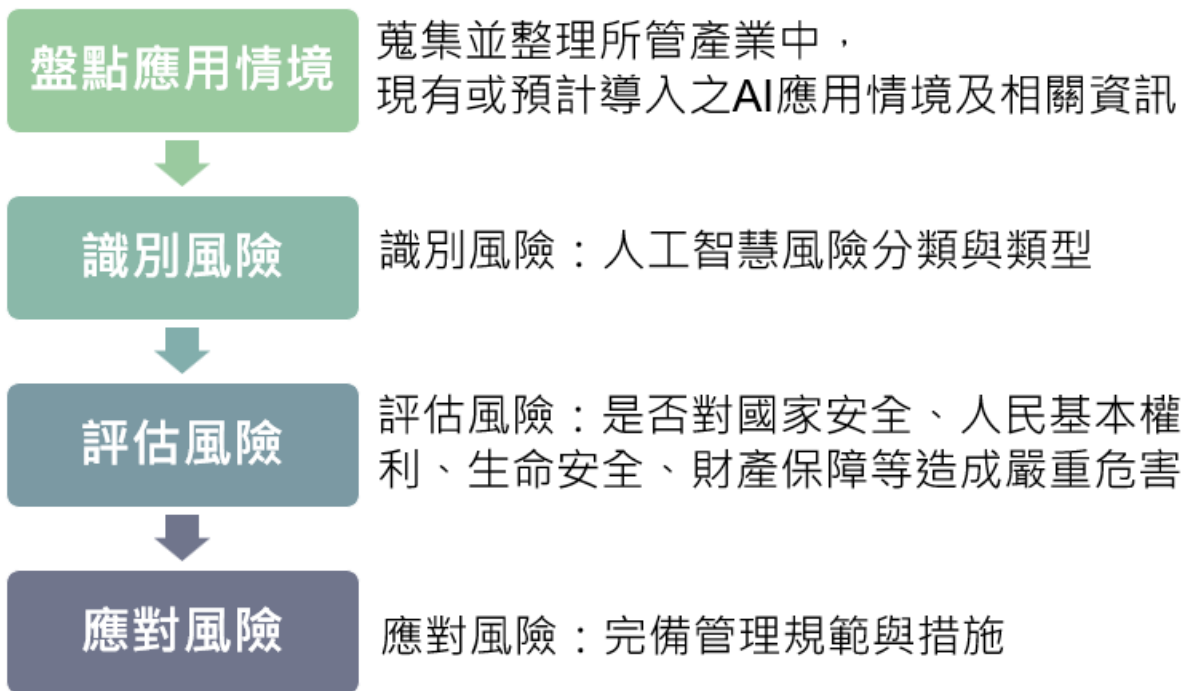 盤點應用情境
蒐集並整理所管產業中，
現有或預計導入之AI應用情境及相關資訊
識別風險
識別風險：人工智慧風險分類與類型
評估風險
評估風險：是否對國家安全、人民基本權
利、生命安全、財產保障等造成嚴重危害
應對風險
應對風險：完備管理規範與措施